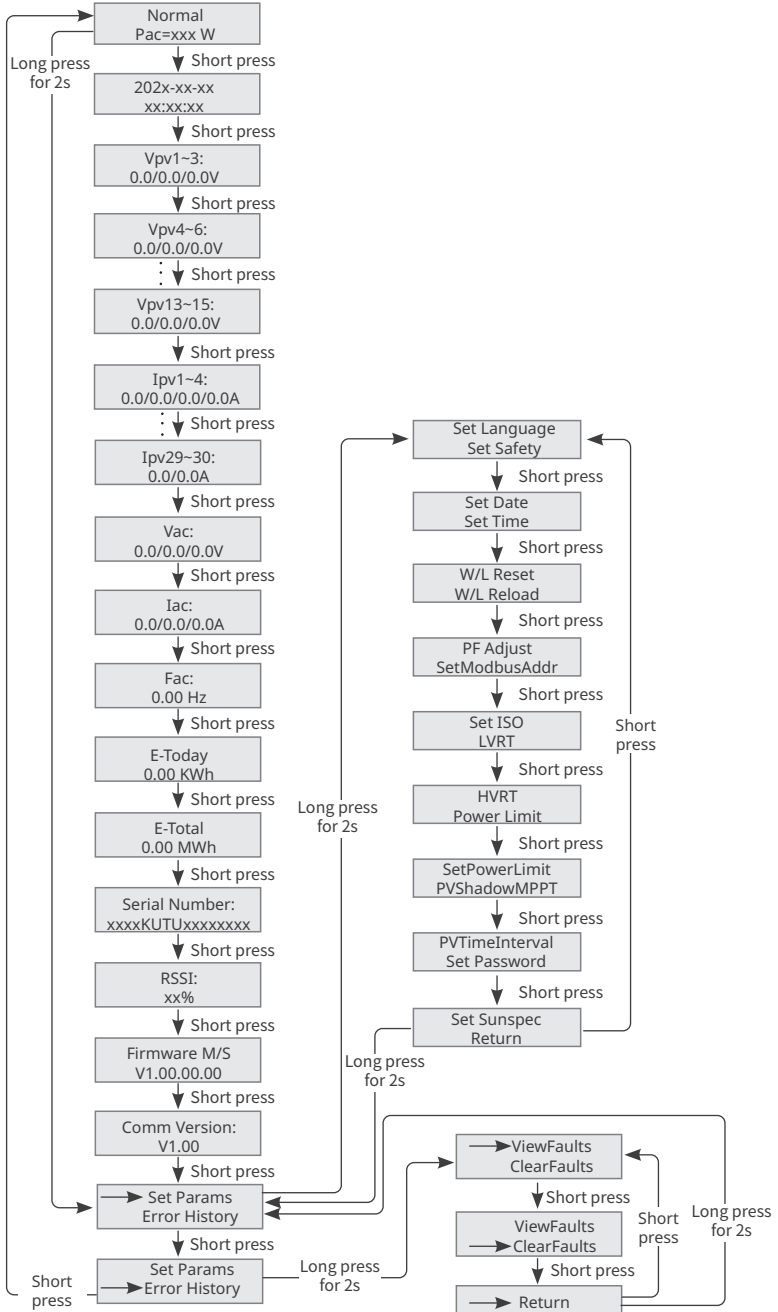 Normal
Pac=xxx W
Long press
for 2s
Short press
202x-xx-xx
xx:xx:xx
Short press
Vpv1~3:
0.0/0.0/0.0V
Short press
Vpv4~6:
0.0/0.0/0.0V
Short press
Vpv13~15:
0.0/0.0/0.0V
Short press
Ipv1~4:
0.0/0.0/0.0/0.0A
Short press
Ipv29~30:
0.0/0.0A
Short press
Vac:
0.0/0.0/0.0V
Short press
Iac:
0.0/0.0/0.0A
Short press
Fac:
0.00 Hz
Short press
E-Today
0.00 KWh
Short press
E-Total
0.00 MWh
Short press
Serial Number:
xxxxKUTUxxxxxxxx
Short press
RSSI:
xx%
Short press
Firmware M/S
V1.00.00.00
Short press
Comm Version:
V1.00
Short press
Set Params
Error History
Short press
Set Params
Error History
Short
press
Long press
for 2s
Set Language
Set Safety
Short press
Set Date
Set Time
Short press
W/L Reset
W/L Reload
Short press
PF Adjust
SetModbusAddr
Short press
Set ISO
LVRT
Short press
HVRT
Power Limit
Short press
SetPowerLimit
PVShadowMPPT
Short press
PVTimeInterval
Set Password
Short press
Set Sunspec
Return
Short
press
Long press
for 2s
Long press
for 2s
ViewFaults
ClearFaults
Short press
ViewFaults
ClearFaults
Short press
Return
Short
press
Long press
for 2s